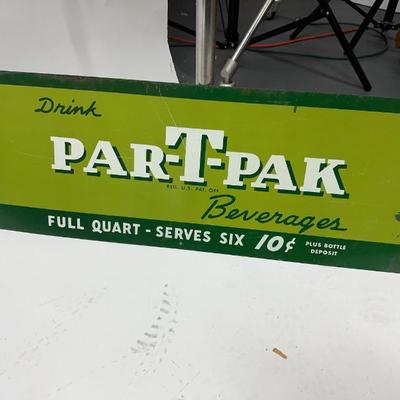 Drink
PAR-T-PAK
REG. U.S. PAT. OFF.
Beverages
FULL QUART - SERVES SIX 10¢ PLUS BOTTLE
DEPOSIT